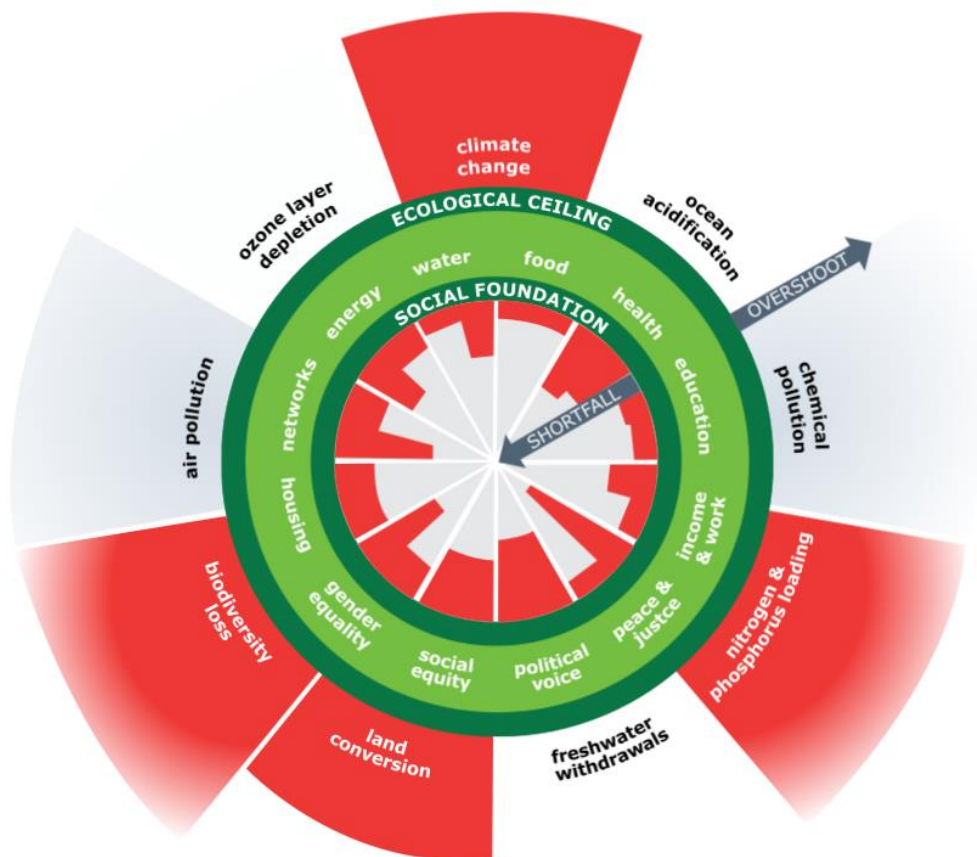 climate
change
ECOLOGICAL CEILING
ozone layer
depletion
ocean
acidification
OVERSHOOT
water
food
energy
health
SOCIAL FOUNDATION
networks
education
SHORTFALL
air pollution
chemical
pollution
housing
income
& work
gender
equality
peace &
justce
social
equity
political
voice
biodiversity
loss
nitrogen &
phosphorus loading
land
conversion
freshwater
withdrawals